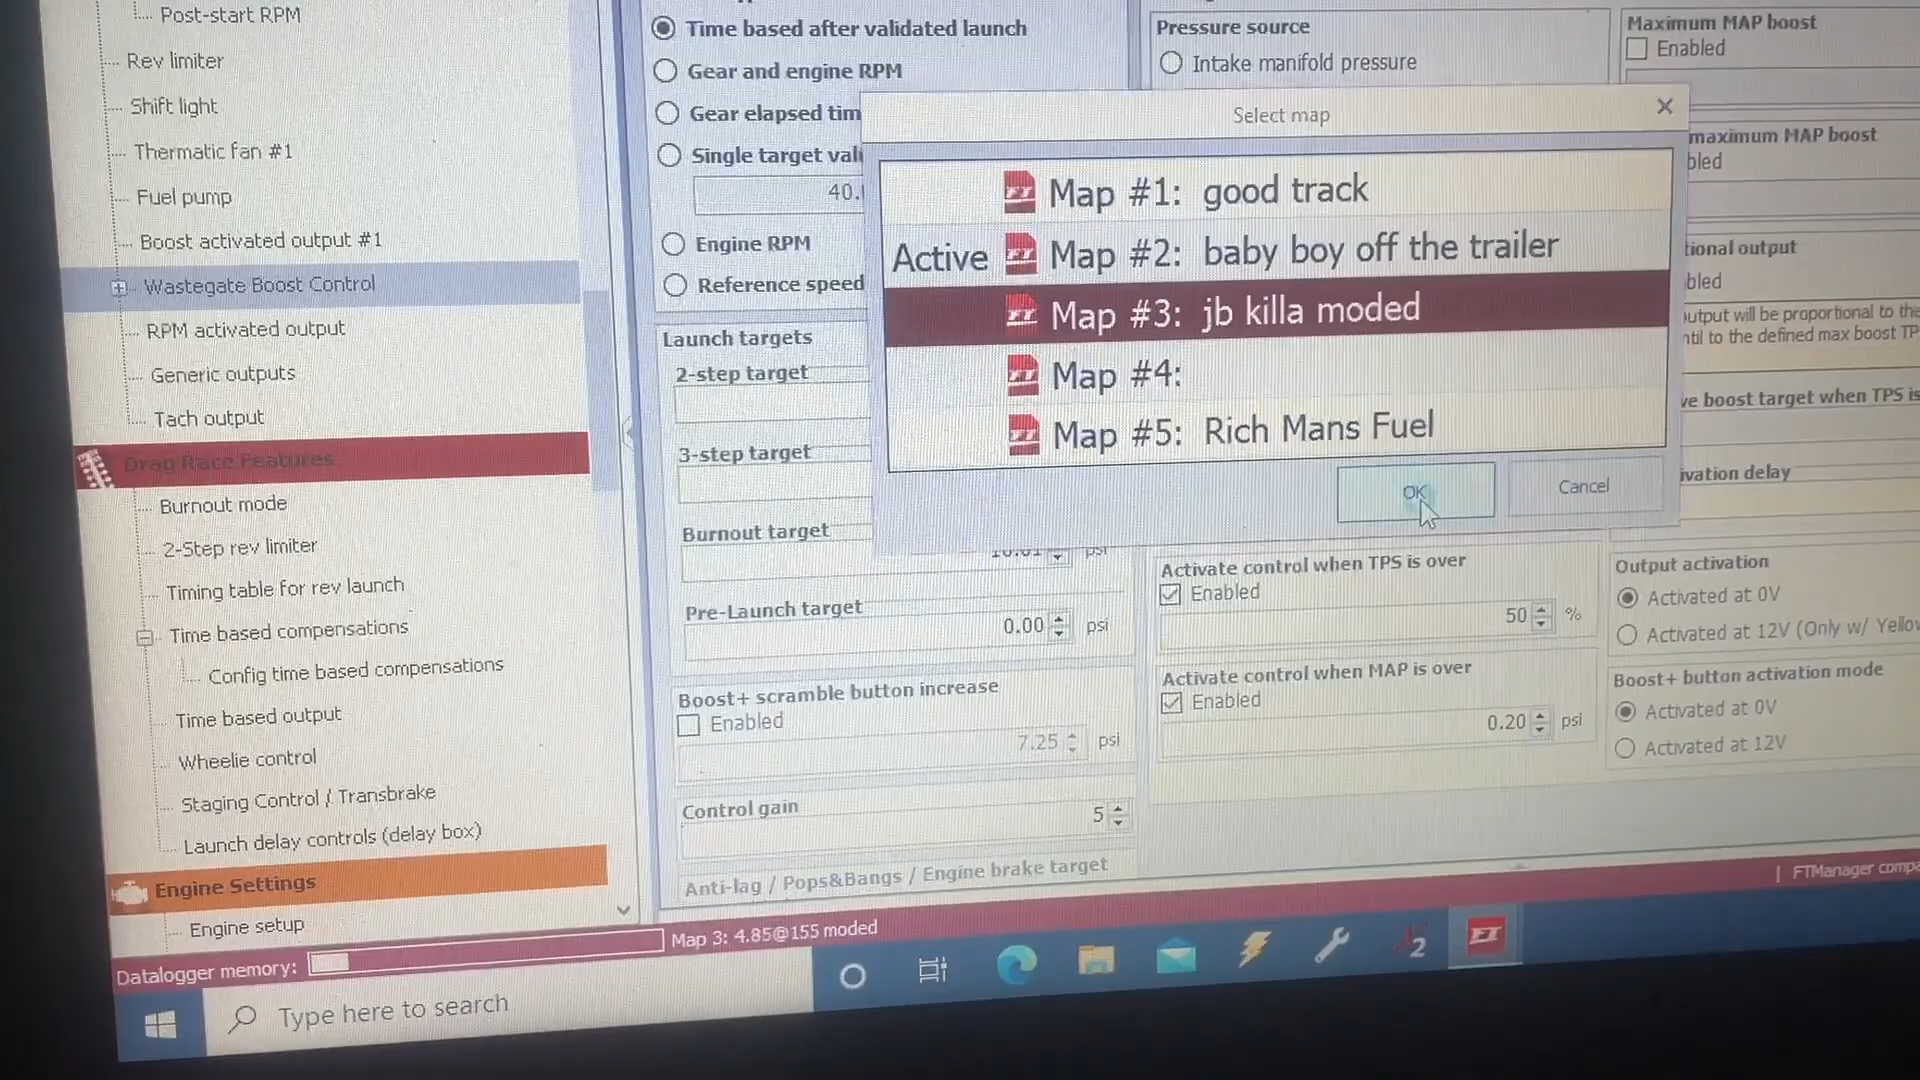 Post-start RPM
Rev limiter
Shift light
Thermatic fan #1
Fuel pump
Boost activated output #1
Wastegate Boost Control
RPM activated output
Generic outputs
Tach output
Drag Race Features
Burnout mode
2-Step rev limiter
Timing table for rev launch
Time based compensations
Config time based compensations
Time based output
Wheelie control
Staging Control / Transbrake
Launch delay controls (delay box)
Engine Settings
Engine setup
Time based after validated launch
Gear and engine RPM
Gear elapsed tim
Single target val
40.
Engine RPM
Reference speed
Launch targets
2-step target
3-step target
Burnout target
psi
Pre-Launch target
0.00 psi
Boost+ scramble button increase
Enabled
7.25 psi
Control gain
5
Anti-lag / Pops&Bangs / Engine brake target
Pressure source
Intake manifold pressure
Maximum MAP boost
Enabled
maximum MAP boost
bled
tional output
bled
output will be proportional to the
ntil to the defined max boost TP
ve boost target when TPS is
ivation delay
Select map
Map #1: good track
Active Map #2: baby boy off the trailer
Map #3: jb killa moded
Map #4:
Map #5: Rich Mans Fuel
OK
Cancel
Activate control when TPS is over
Enabled
50 %
Activate control when MAP is over
Enabled
0.20 psi
Output activation
Activated at 0V
Activated at 12V (Only w/ Yellow
Boost+ button activation mode
Activated at 0V
Activated at 12V
FTManager compa
Datalogger memory:
Map 3: 4.85@155 moded
Type here to search
2
FT